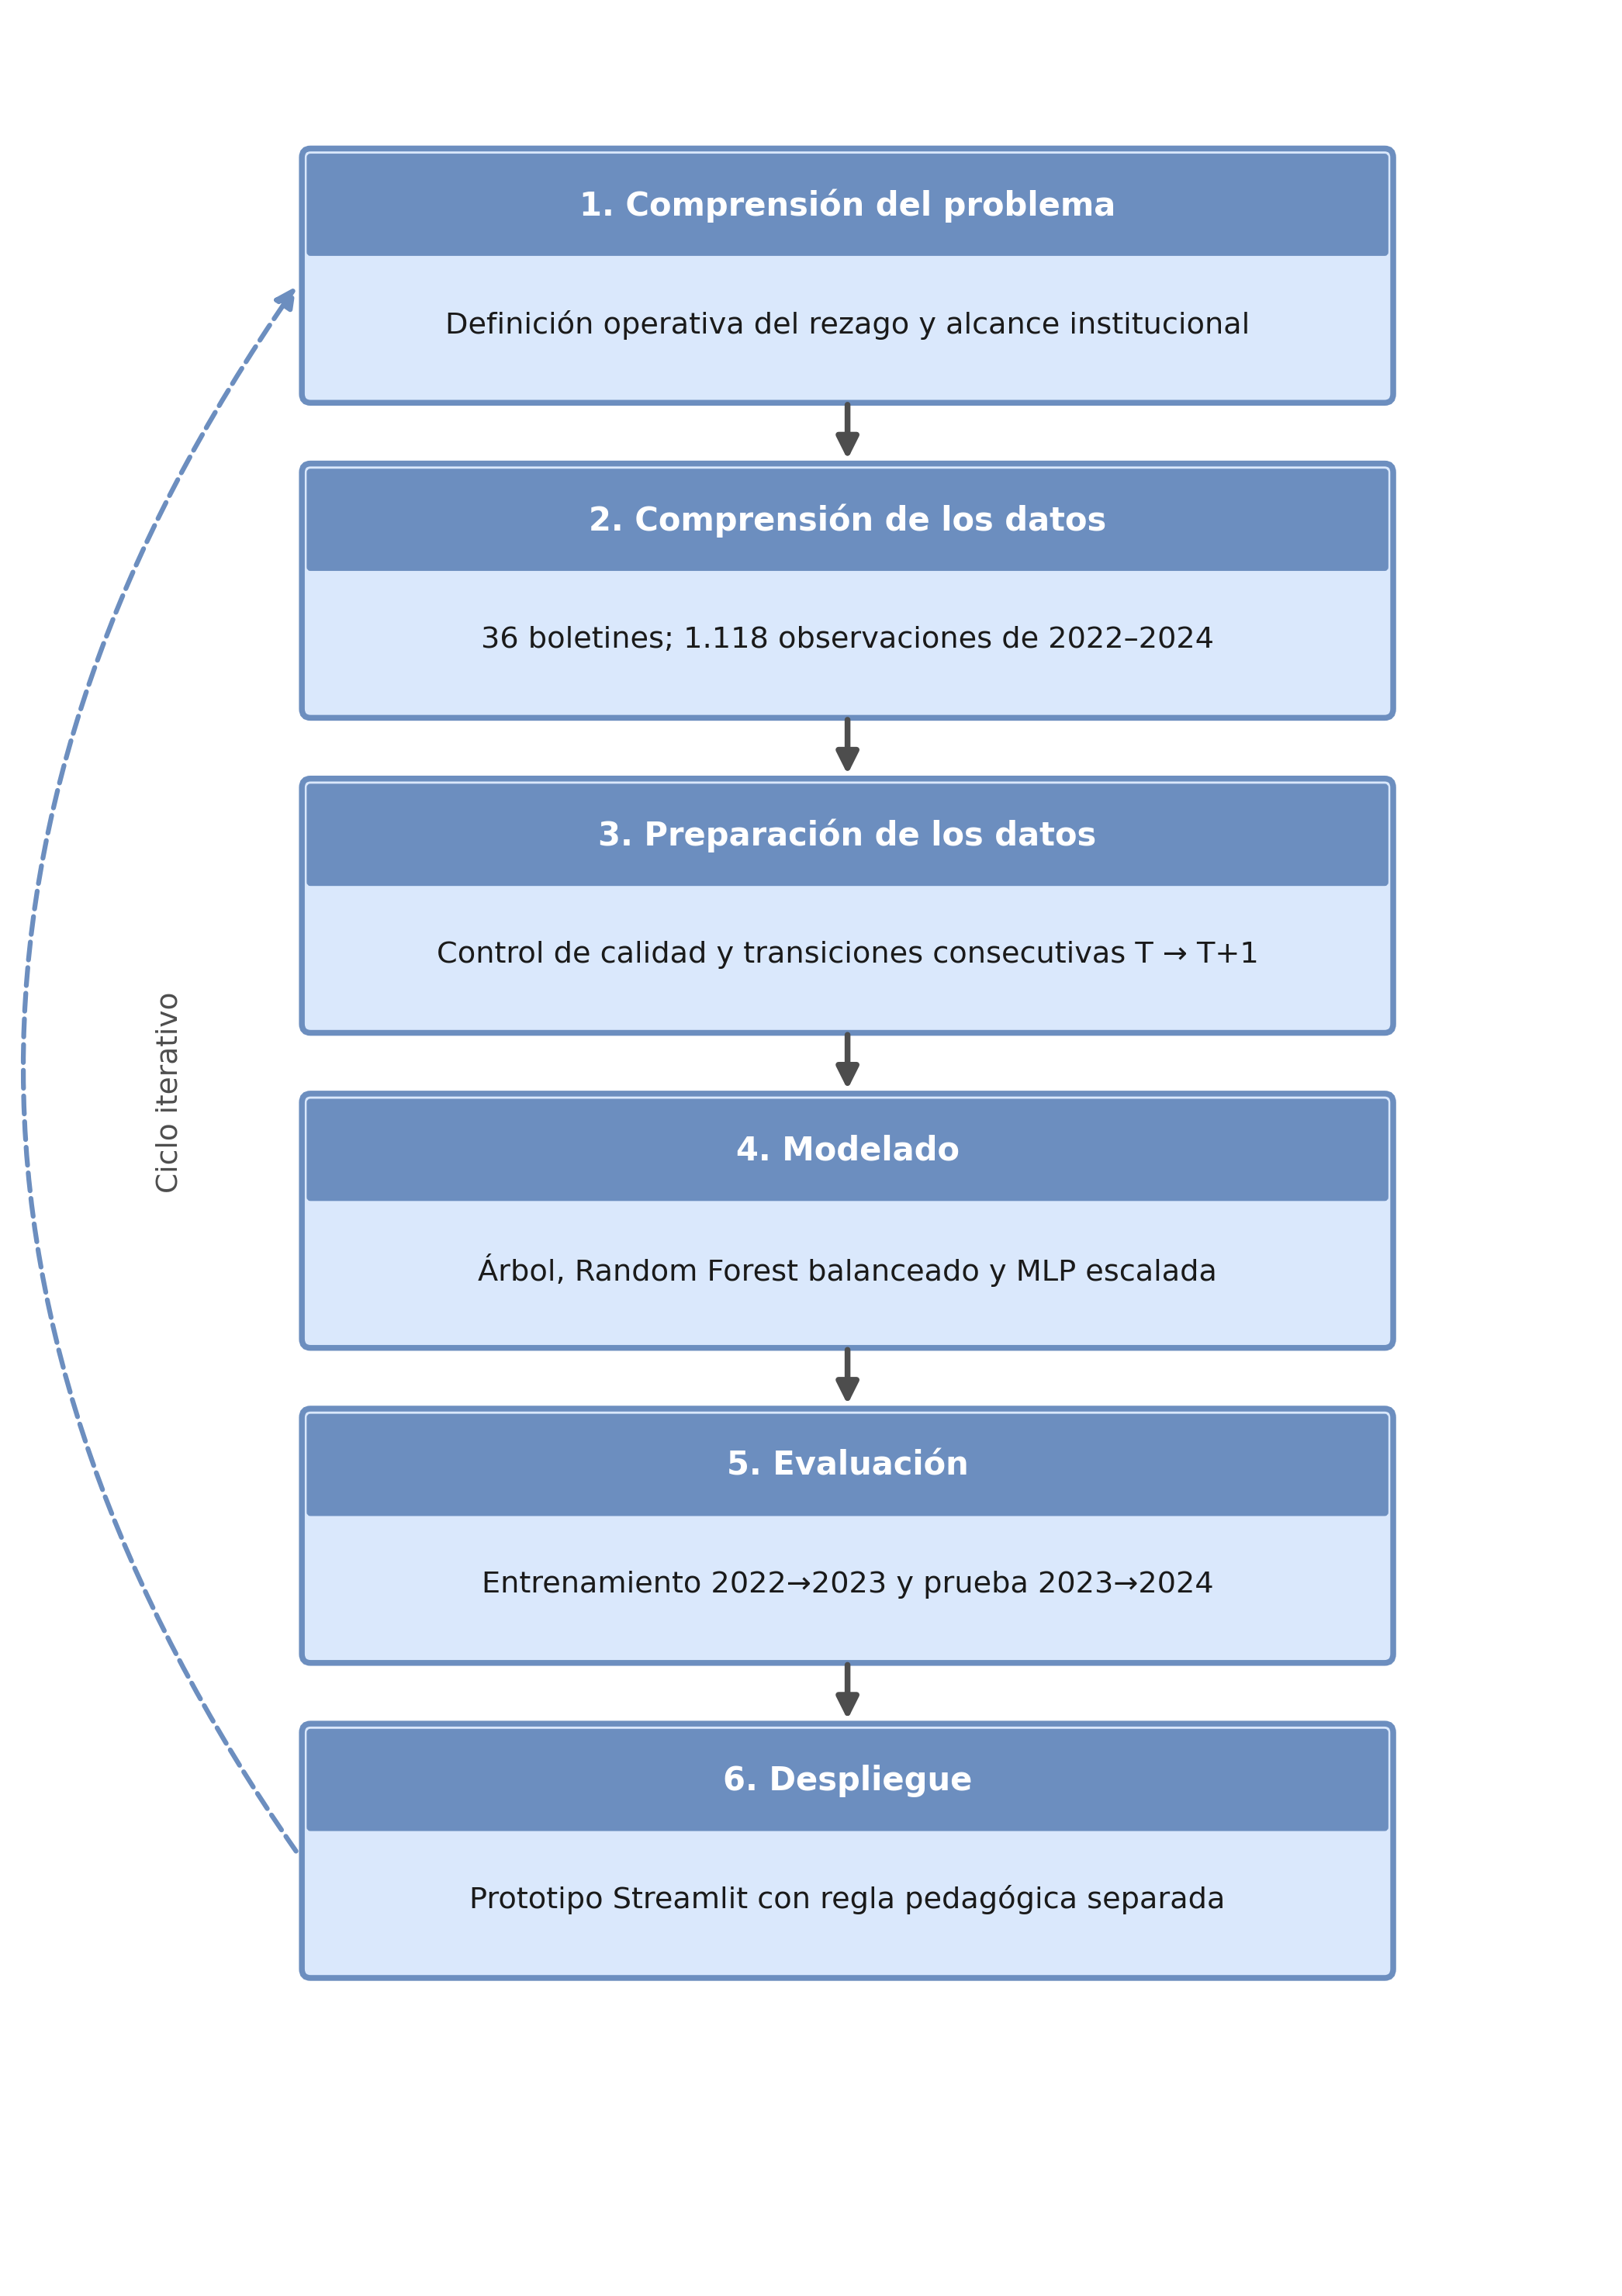 1. Comprensión del problema
Definición operativa del rezago y alcance institucional
2. Comprensión de los datos
36 boletines; 1.118 observaciones de 2022–2024
3. Preparación de los datos
Control de calidad y transiciones consecutivas T → T+1
Ciclo iterativo
4. Modelado
Árbol, Random Forest balanceado y MLP escalada
5. Evaluación
Entrenamiento 2022→2023 y prueba 2023→2024
6. Despliegue
Prototipo Streamlit con regla pedagógica separada